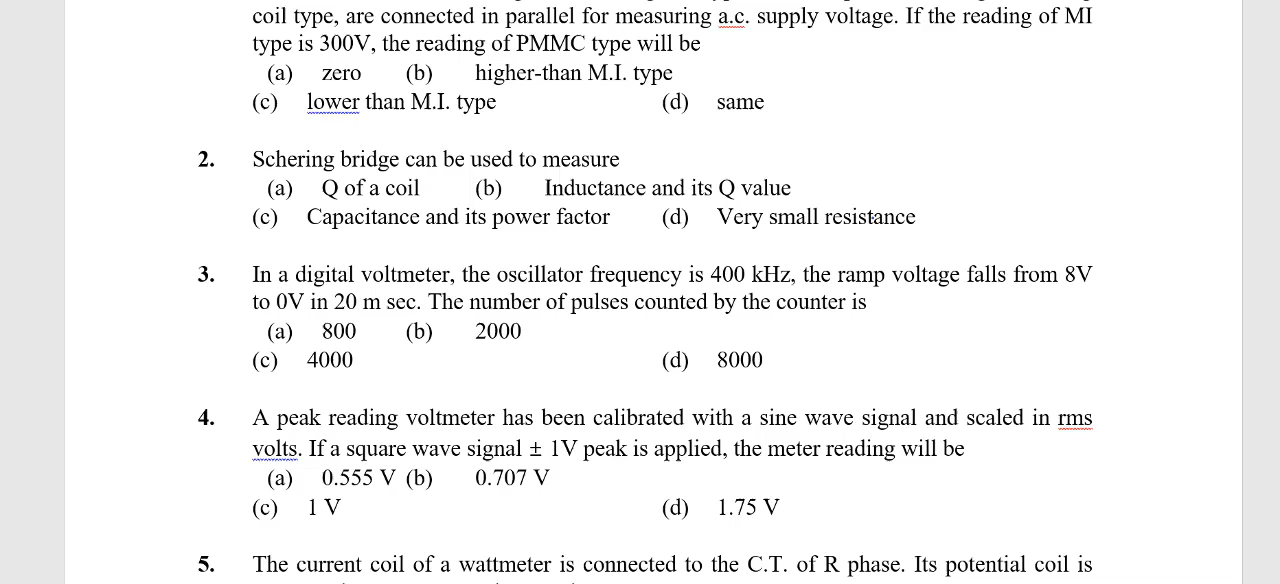 coil type, are connected in parallel for measuring a.c. supply voltage. If the reading of MI
type is 300V, the reading of PMMC type will be
(a) zero (b) higher-than M.I. type
(c) lower than M.I. type (d) same
2. Schering bridge can be used to measure
(a) Q of a coil (b) Inductance and its Q value
(c) Capacitance and its power factor (d) Very small resistance
3. In a digital voltmeter, the oscillator frequency is 400 kHz, the ramp voltage falls from 8V
to 0V in 20 m sec. The number of pulses counted by the counter is
(a) 800 (b) 2000
(c) 4000 (d) 8000
4. A peak reading voltmeter has been calibrated with a sine wave signal and scaled in rms
volts. If a square wave signal ± 1V peak is applied, the meter reading will be
(a) 0.555 V (b) 0.707 V
(c) 1 V (d) 1.75 V
5. The current coil of a wattmeter is connected to the C.T. of R phase. Its potential coil is